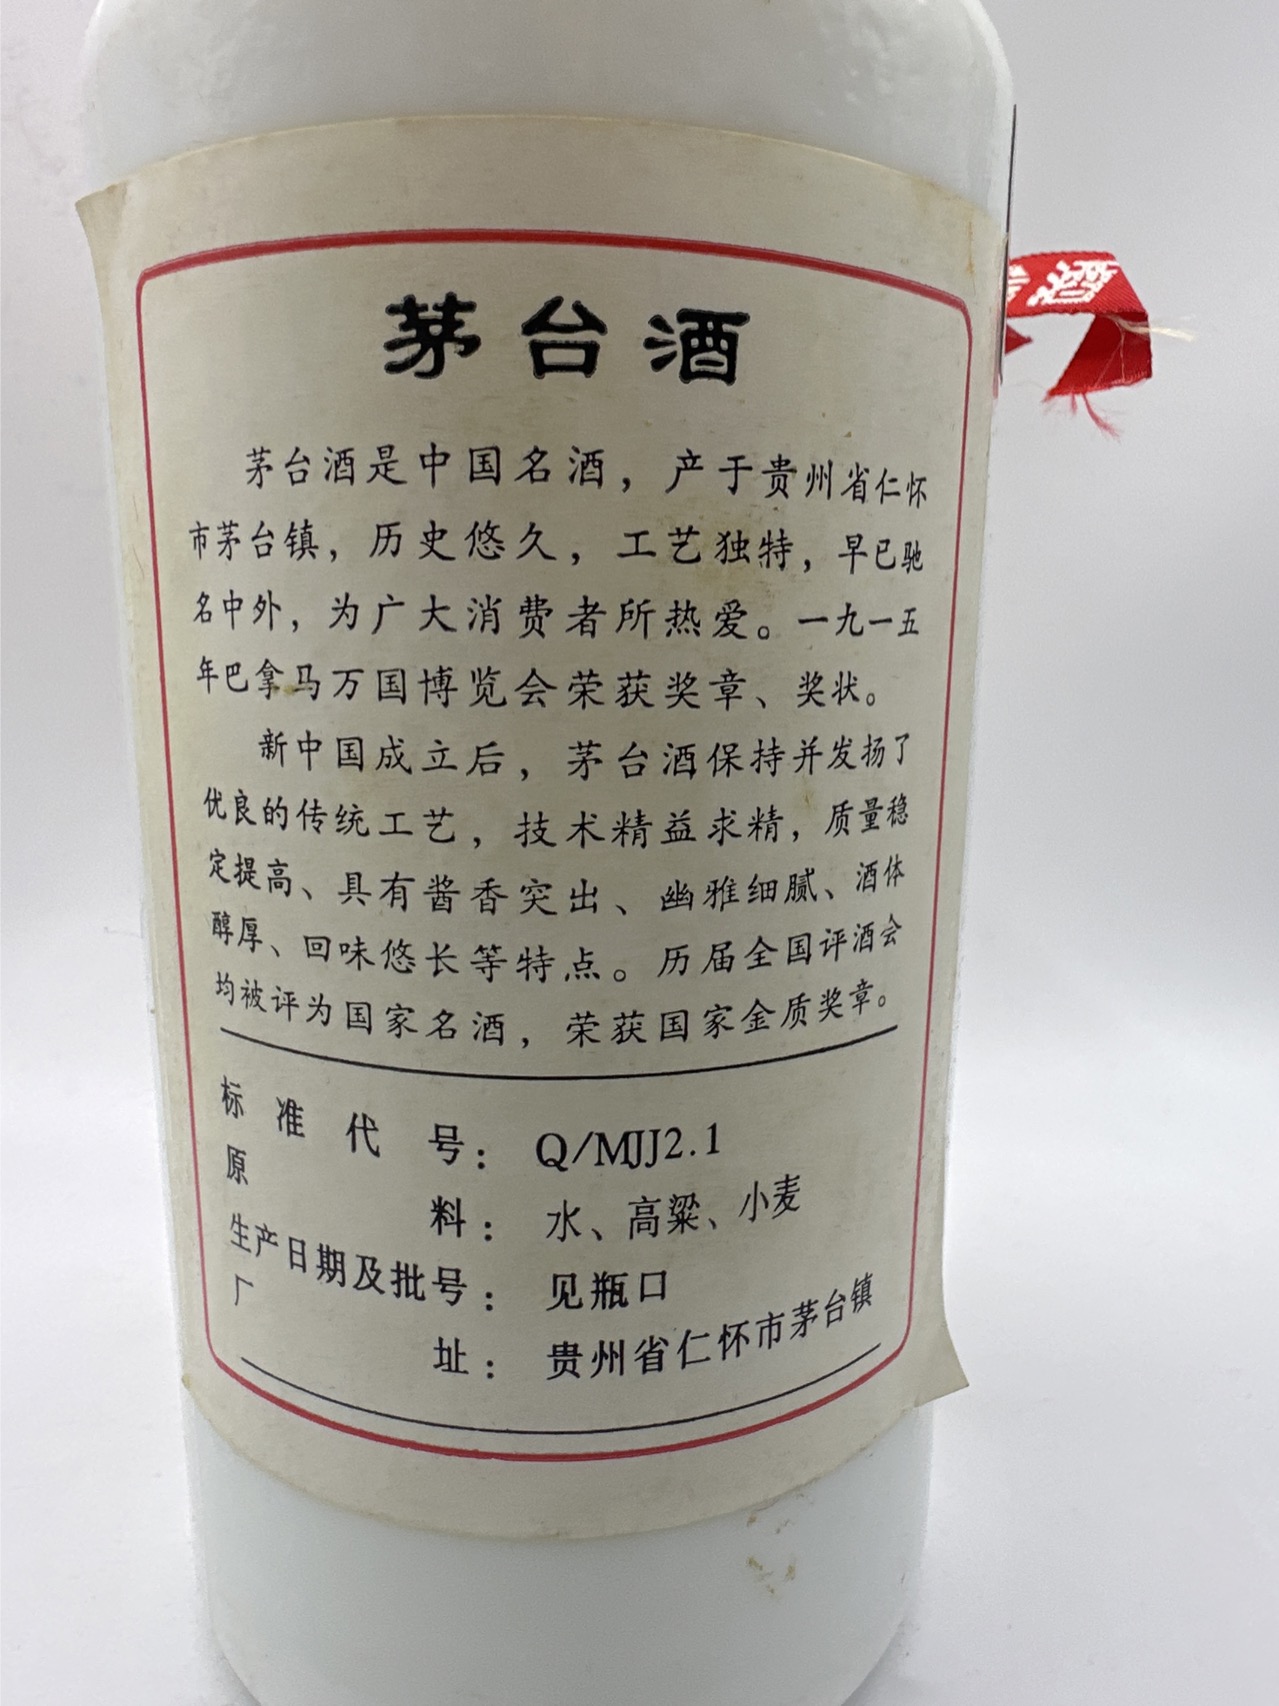 茅台酒
茅台酒是中国名酒，产于贵州省仁怀
市茅台镇，历史悠久，工艺独特，早已驰
名中外，为广大消费者所热爱。一九一五
年巴拿马万国博览会荣获奖章、奖状。
新中国成立后，茅台酒保持并发扬了
优良的传统工艺，技术精益求精，质量稳
定提高、具有酱香突出、幽雅细腻、酒体
醇厚、回味悠长等特点。历届全国评酒会
均被评为国家名酒，荣获国家金质奖章。
标准代号：Q/MJJ2.1
原料：水、高粱、小麦
生产日期及批号：见瓶口
厂址：贵州省仁怀市茅台镇